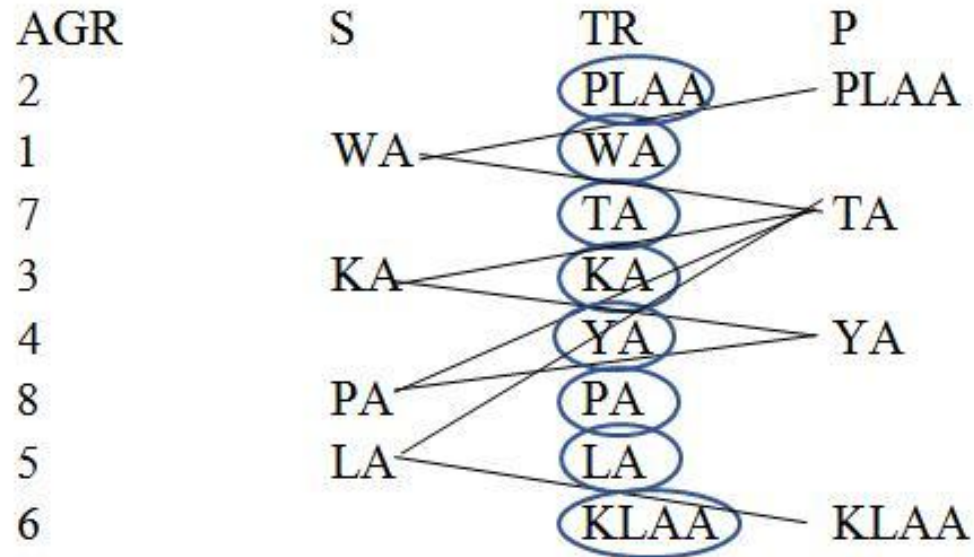 AGR S TR P
2 PLAA PLAA
1 WA WA
7 TA TA
3 KA KA
4 YA YA
8 PA PA
5 LA LA
6 KLAA KLAA